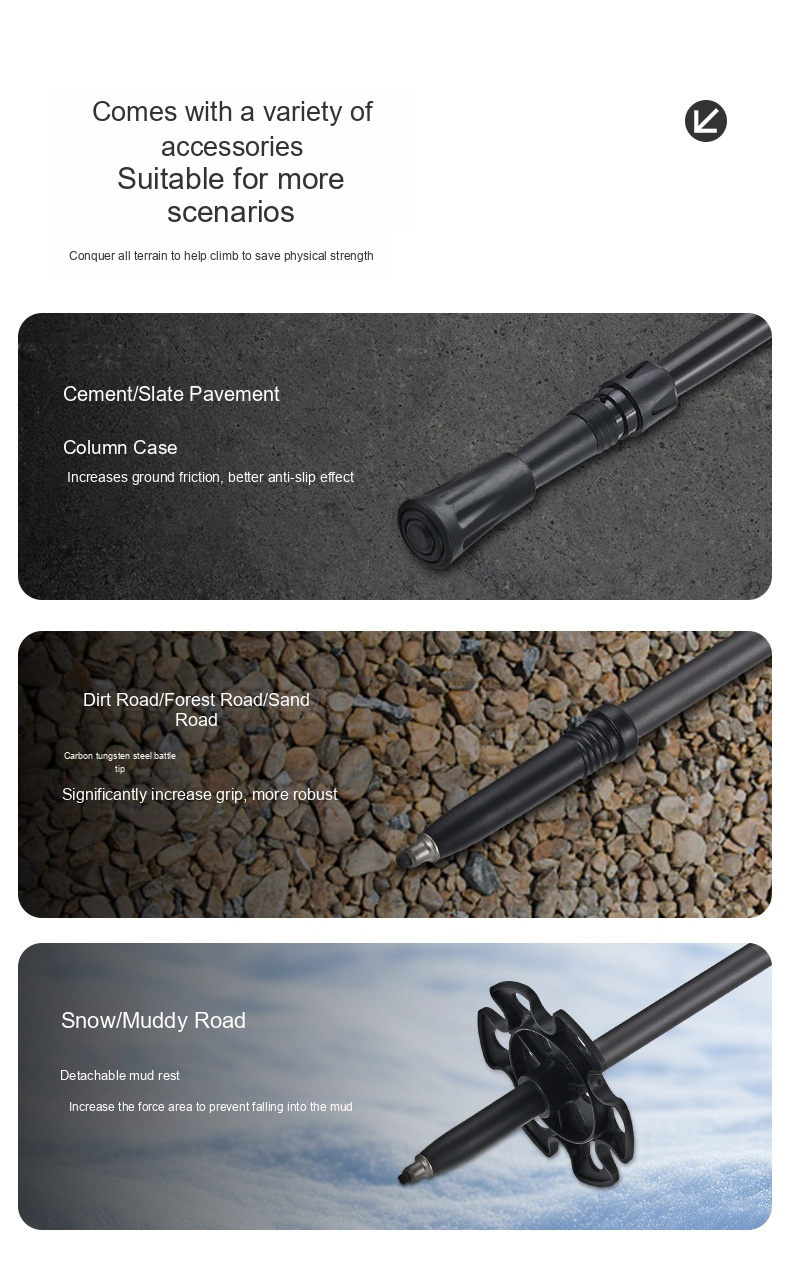 Comes with a variety of
accessories
Suitable for more
scenarios
Conquer all terrain to help climb to save physical strength
Cement/Slate Pavement
Column Case
Increases ground friction, better anti-slip effect
Dirt Road/Forest Road/Sand
Road
Carbon tungsten steel battle
tip
Significantly increase grip, more robust
Snow/Muddy Road
Detachable mud rest
Increase the force area to prevent falling into the mud